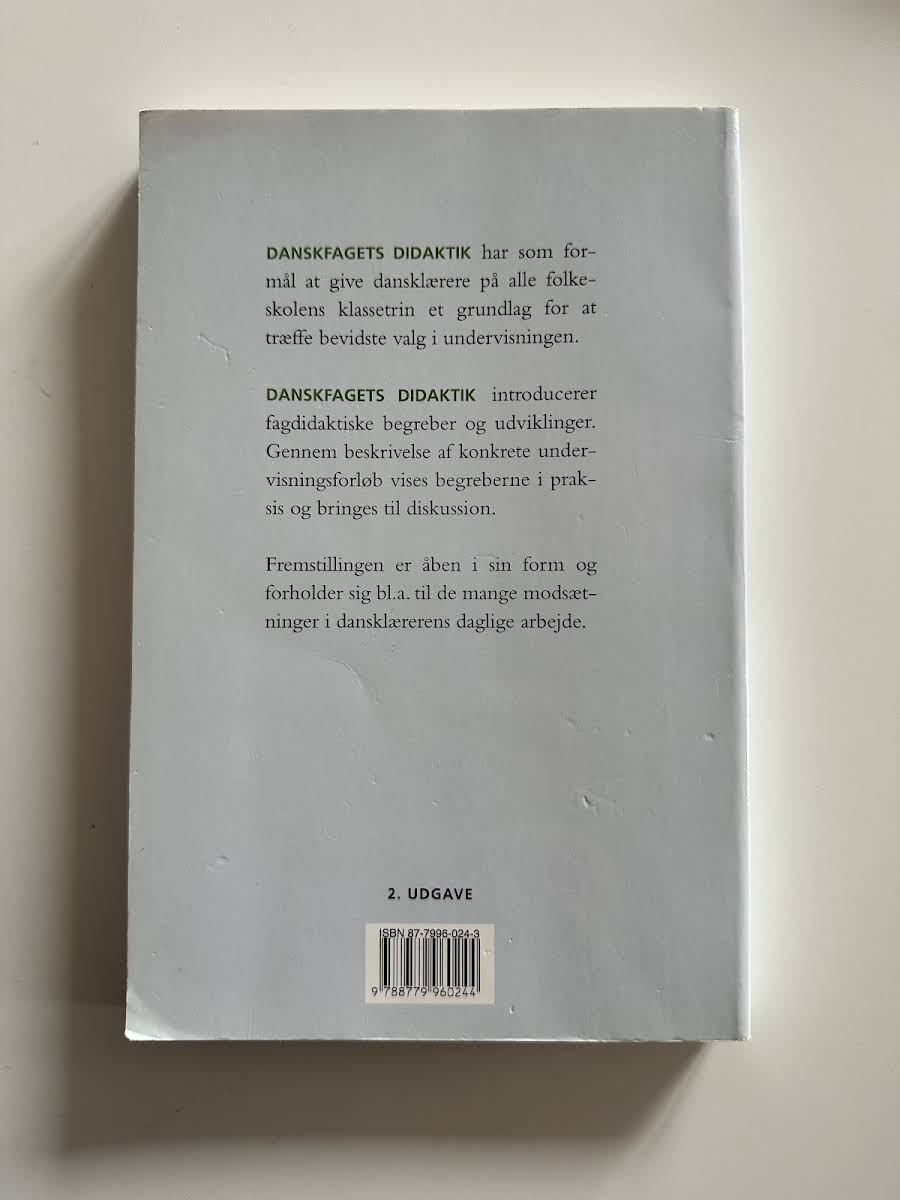 DANSKFAGETS DIDAKTIK har som for-
mål at give dansklærere på alle folke-
skolens klassetrin et grundlag for at
træffe bevidste valg i undervisningen.
DANSKFAGETS DIDAKTIK introducerer
fagdidaktiske begreber og udviklinger.
Gennem beskrivelse af konkrete under-
visningsforløb vises begreberne i prak-
sis og bringes til diskussion.
Fremstillingen er åben i sin form og
forholder sig bl.a. til de mange modsæt-
ninger i dansklærerens daglige arbejde.
2. UDGAVE
ISBN 87-7996-024-3
9 788779 960244